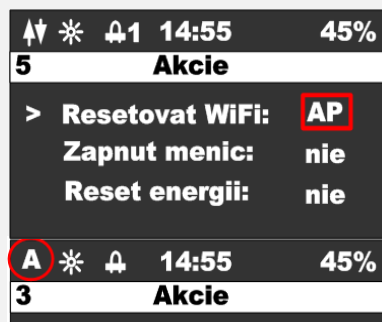 1 14:55 45%
5 Akcie
> Resetovat WiFi: AP
Zapnut menic: nie
Reset energii: nie
A 14:55 45%
3 Akcie